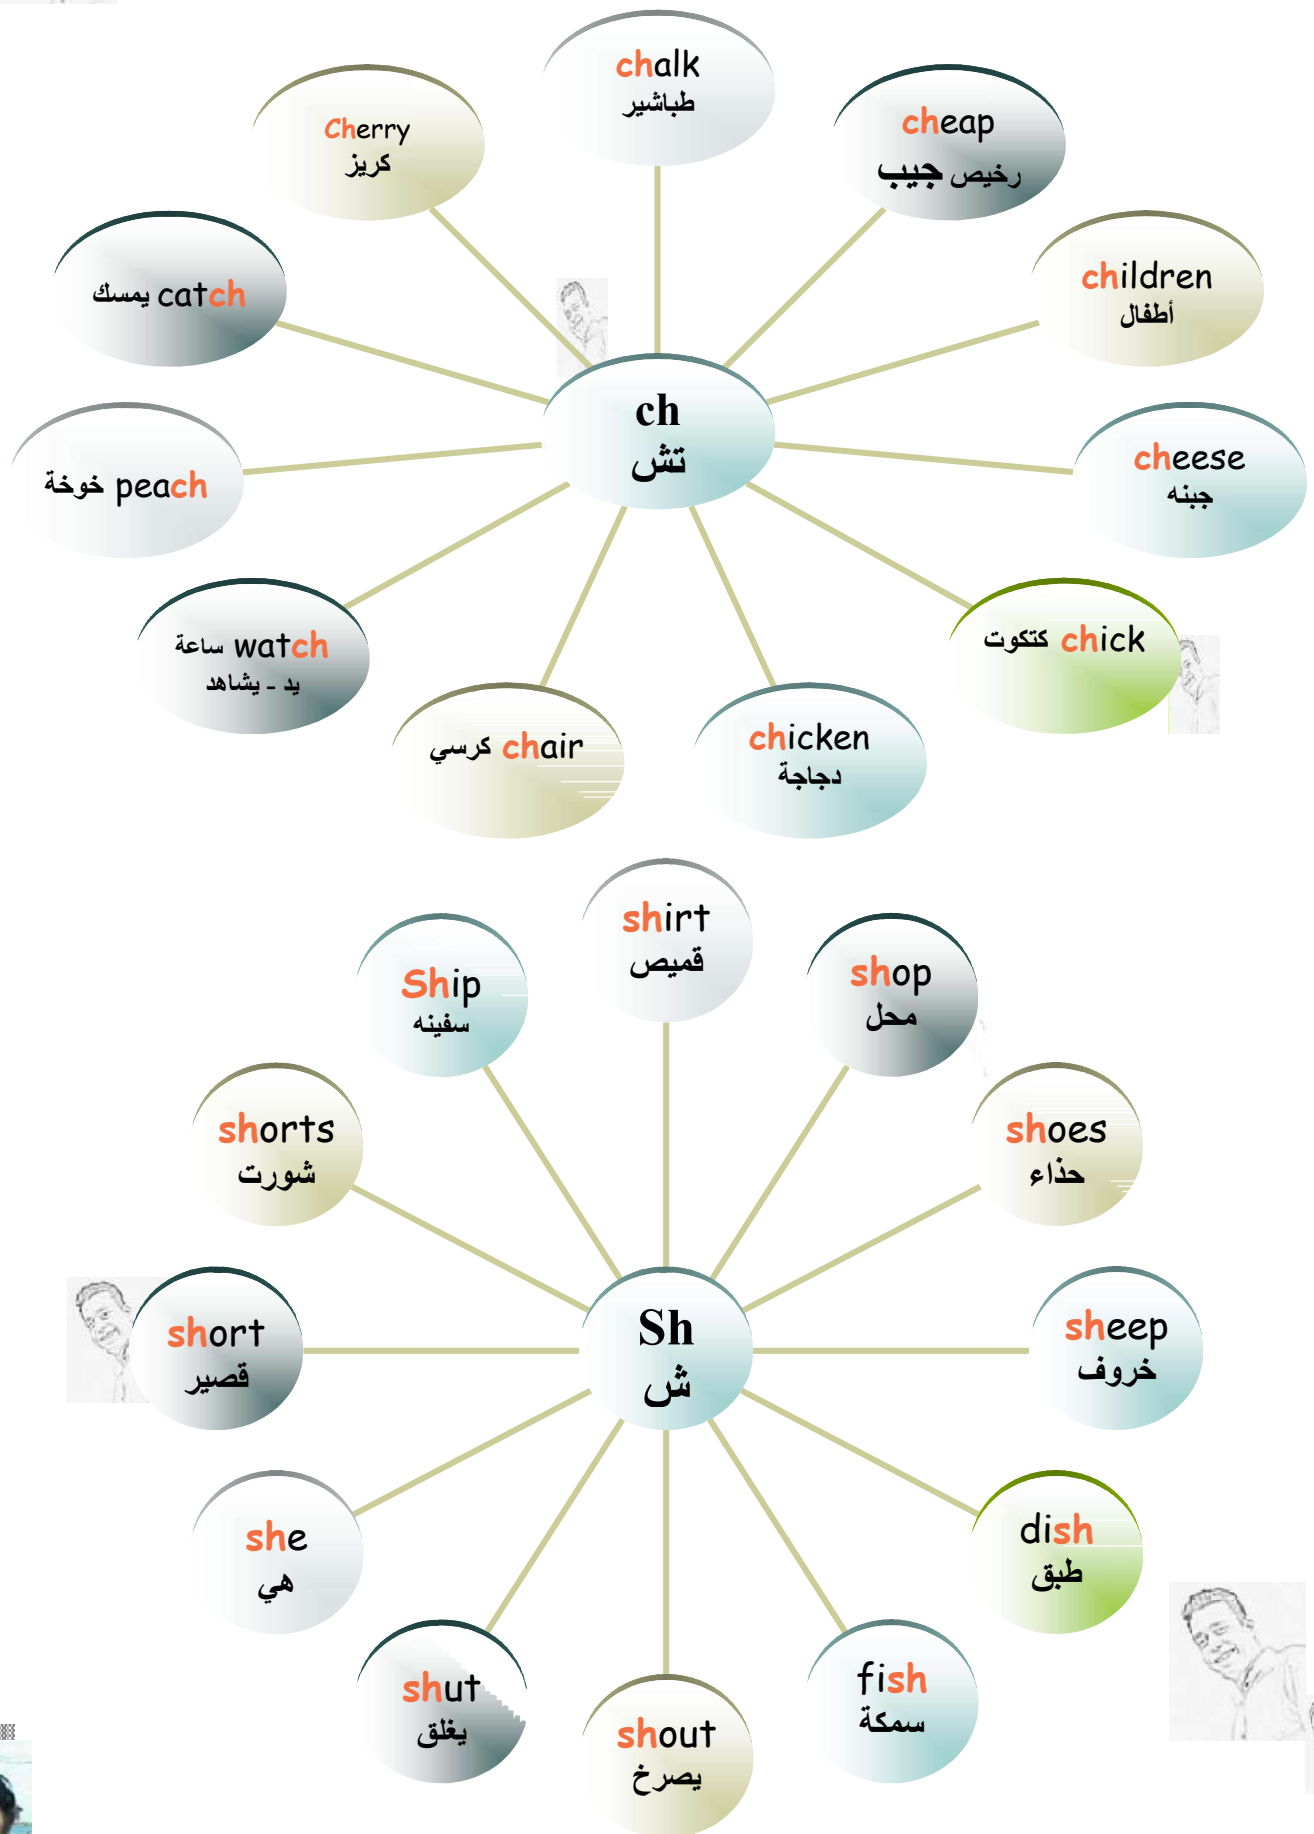 chalk
طباشير
cheap
رخيص جيب
children
أطفال
cheese
جبنه
chick كتكوت
chicken
دجاجة
chair كرسي
watch ساعة
يد - يشاهد
peach خوخة
catch يمسك
Cherry
كريز
ch
تش
shirt
قميص
shop
محل
shoes
حذاء
sheep
خروف
dish
طبق
fish
سمكة
shout
يصرخ
shut
يغلق
she
هي
short
قصير
shorts
شورت
Ship
سفينه
Sh
ش